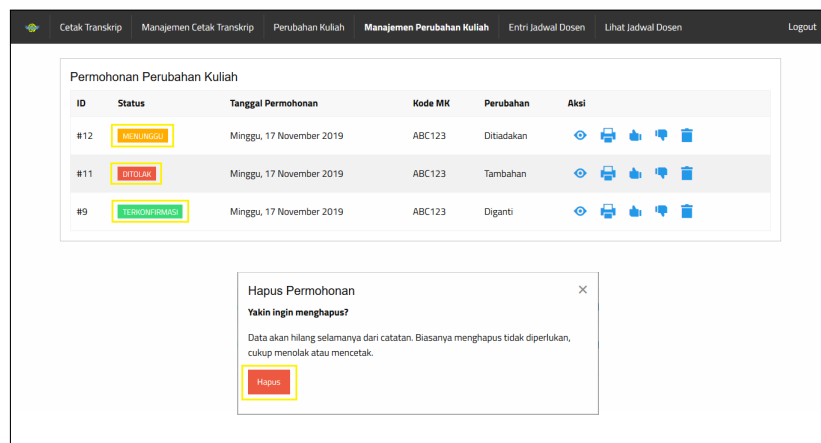 Cetak Transkrip Manajemen Cetak Transkrip Perubahan Kuliah Manajemen Perubahan Kuliah Entri Jadwal Dosen Lihat Jadwal Dosen Logout
Permohonan Perubahan Kuliah
ID Status Tanggal Permohonan Kode MK Perubahan Aksi
#12 MENUNGGU Minggu, 17 November 2019 ABC123 Ditiadakan
#11 DITOLAK Minggu, 17 November 2019 ABC123 Tambahan
#9 TERKONFIRMASI Minggu, 17 November 2019 ABC123 Diganti
Hapus Permohonan ×
Yakin ingin menghapus?
Data akan hilang selamanya dari catatan. Biasanya menghapus tidak diperlukan,
cukup menolak atau mencetak.
Hapus